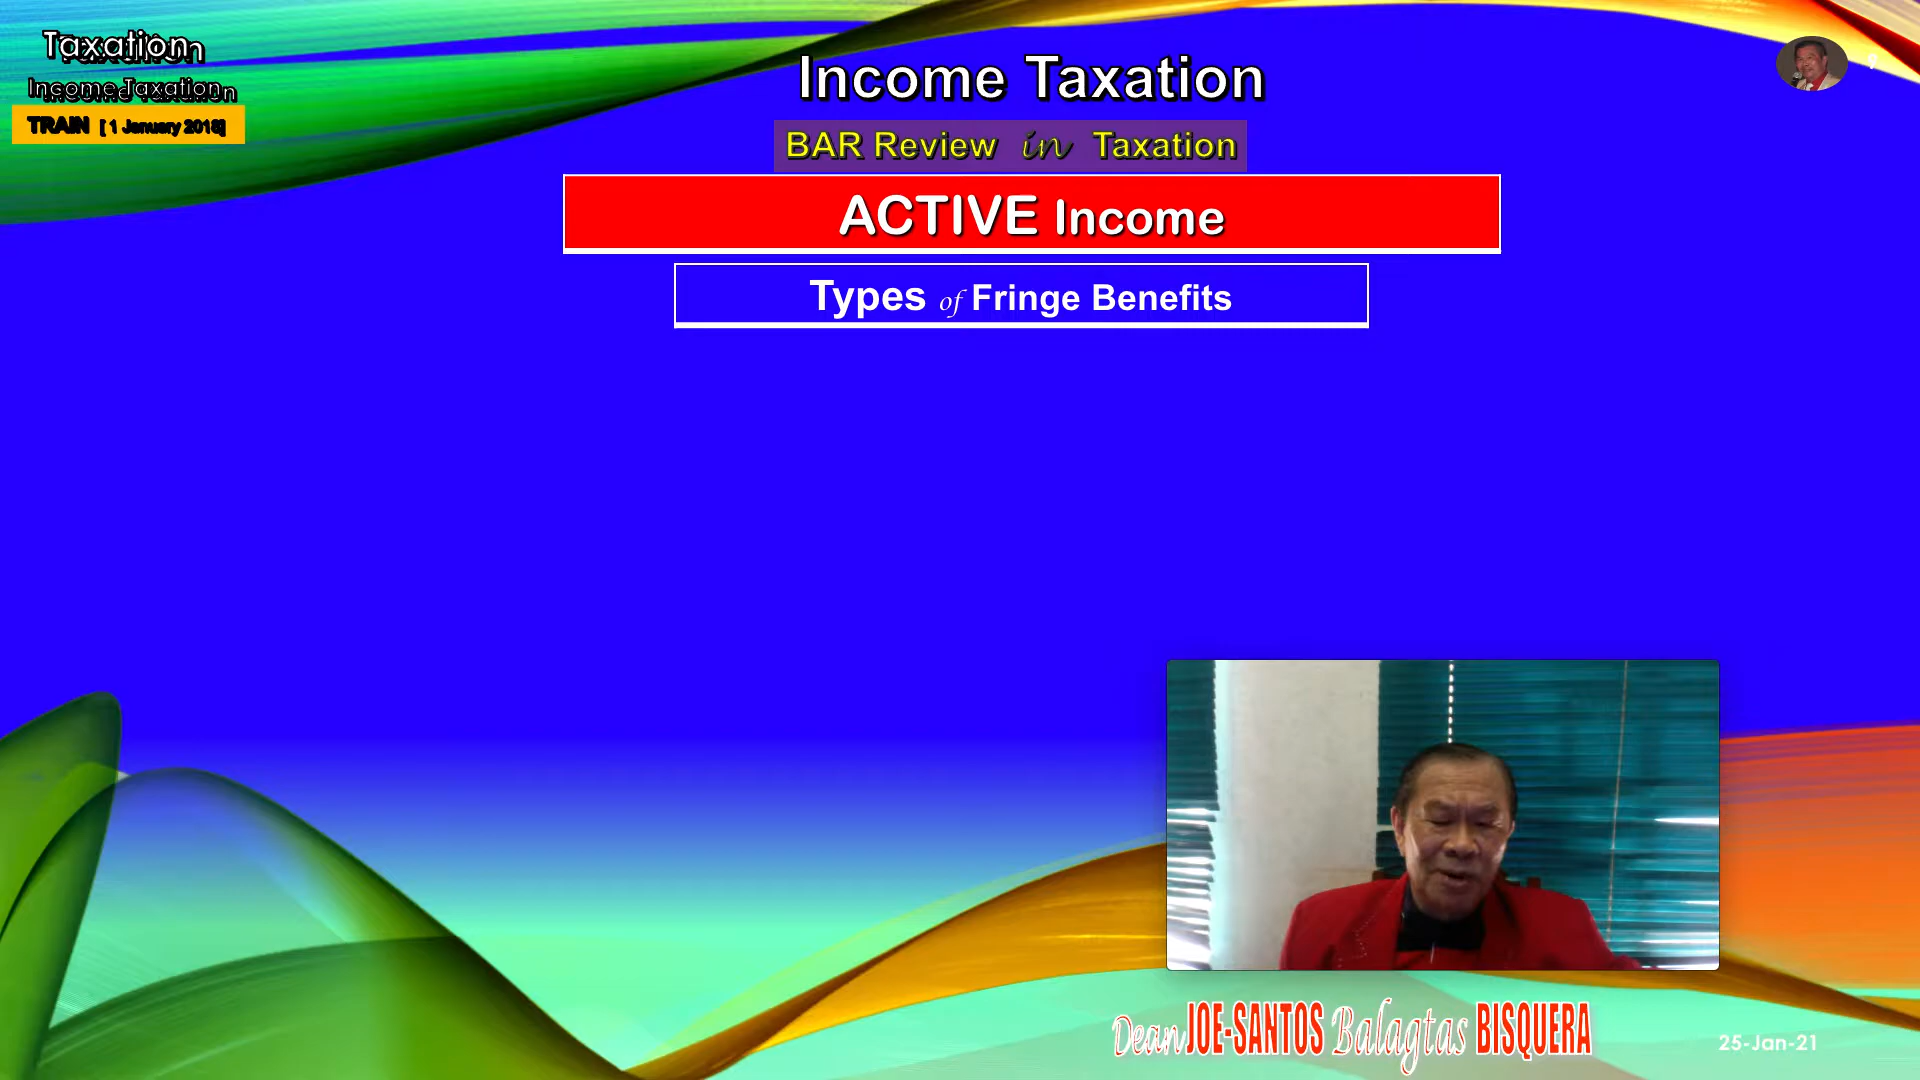 Taxation
Income Taxation
TRAIN [ 1 January 2018]
Income Taxation
9
BAR Review in Taxation
ACTIVE Income
Types of Fringe Benefits
Dean JOE-SANTOS Balagtas BISQUERA
25-Jan-21